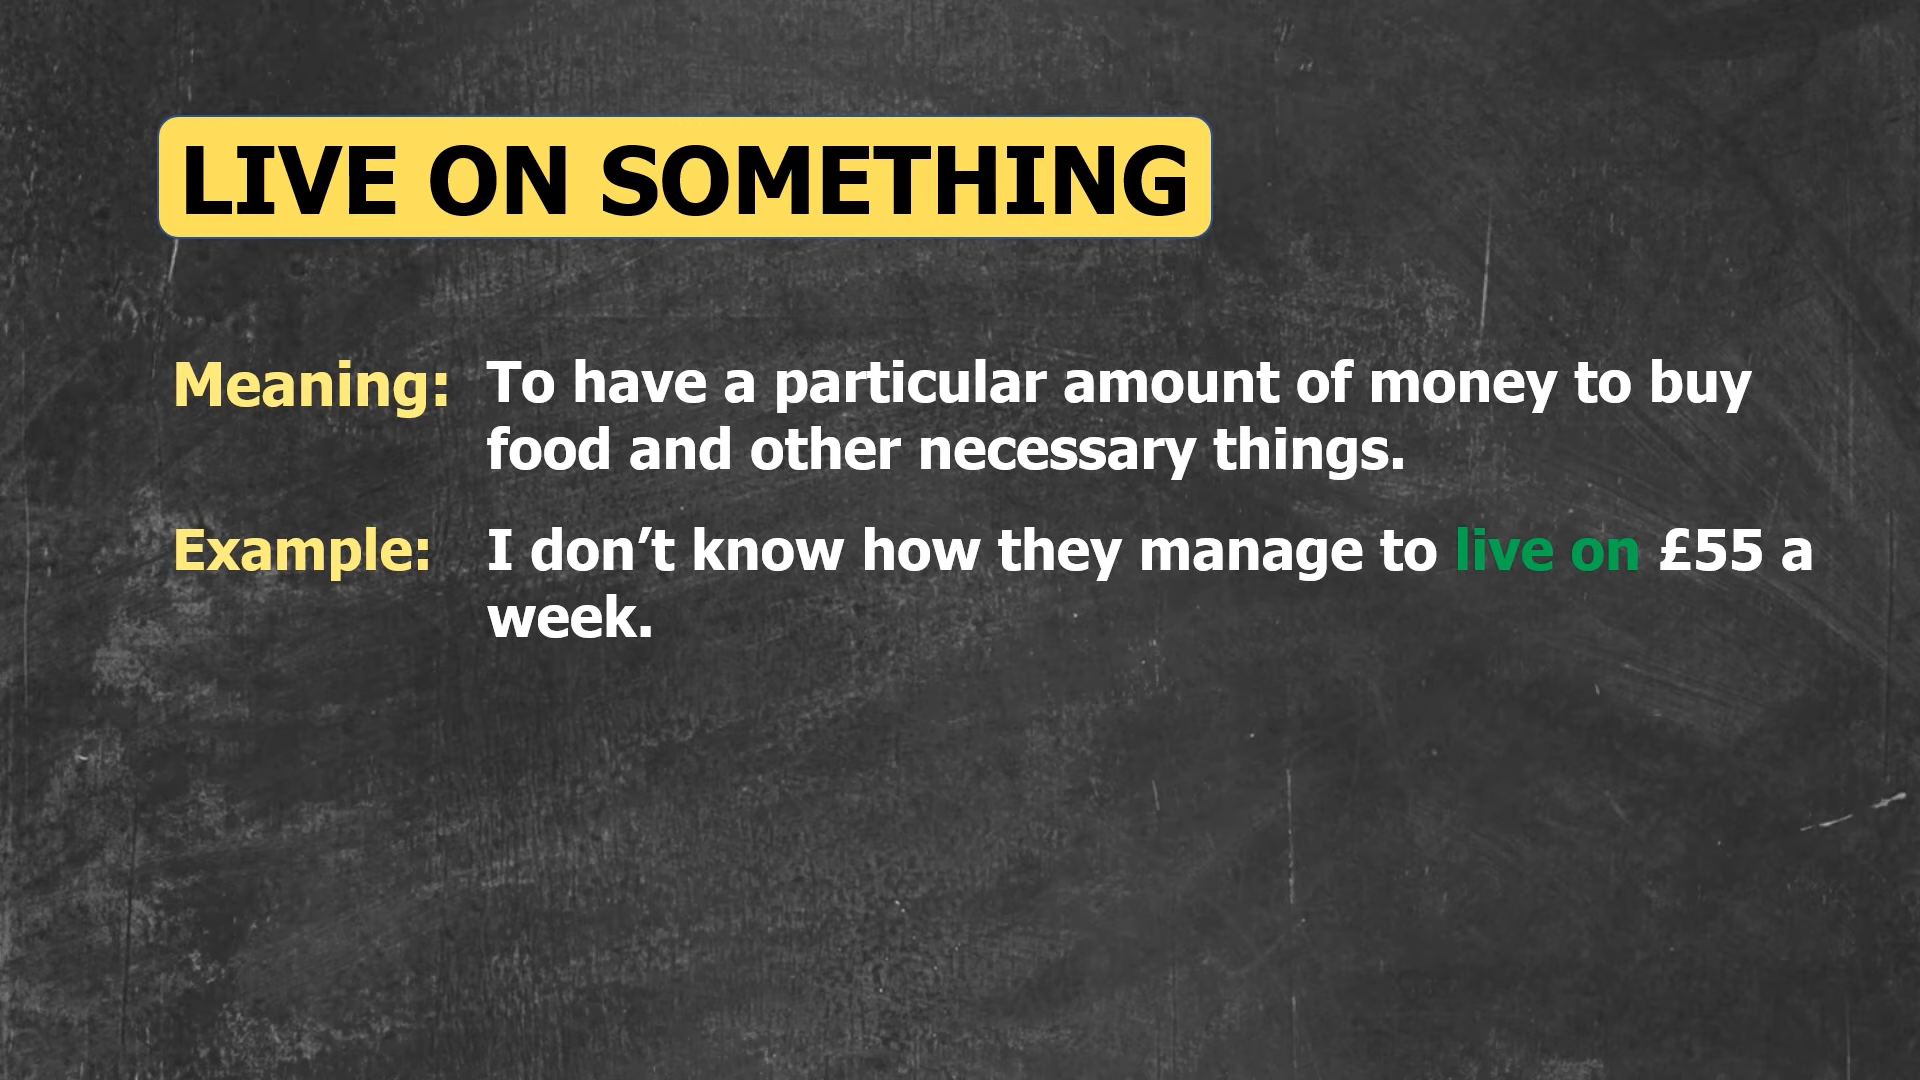 LIVE ON SOMETHING
Meaning: To have a particular amount of money to buy
food and other necessary things.
Example: I don’t know how they manage to live on £55 a
week.